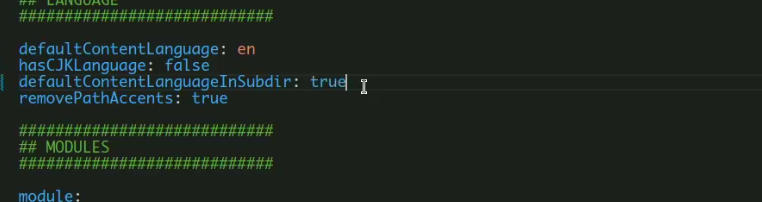 ## LANGUAGE
###########################
defaultContentLanguage: en
hasCJKLanguage: false
defaultContentLanguageInSubdir: true
removePathAccents: true
###########################
## MODULES
###########################
module: